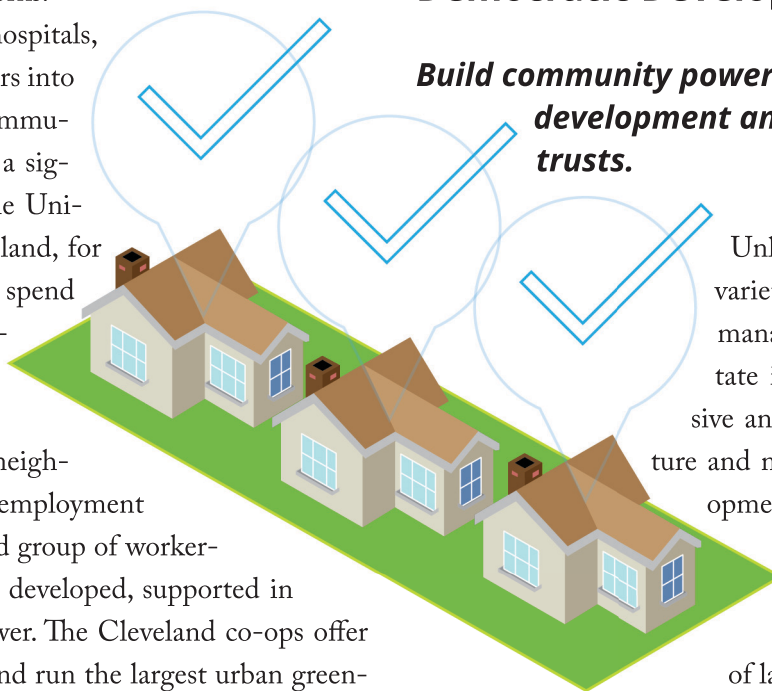 hospitals,
rs into
mmu-
a sig-
e Uni-
land, for
spend
-
neigh-
employment
d group of worker-
developed, supported in
wer. The Cleveland co-ops offer
nd run the largest urban green-
Build community power
development an
trusts.
Unl
varie
mana
tate i
sive an
ture and m
opme
of la